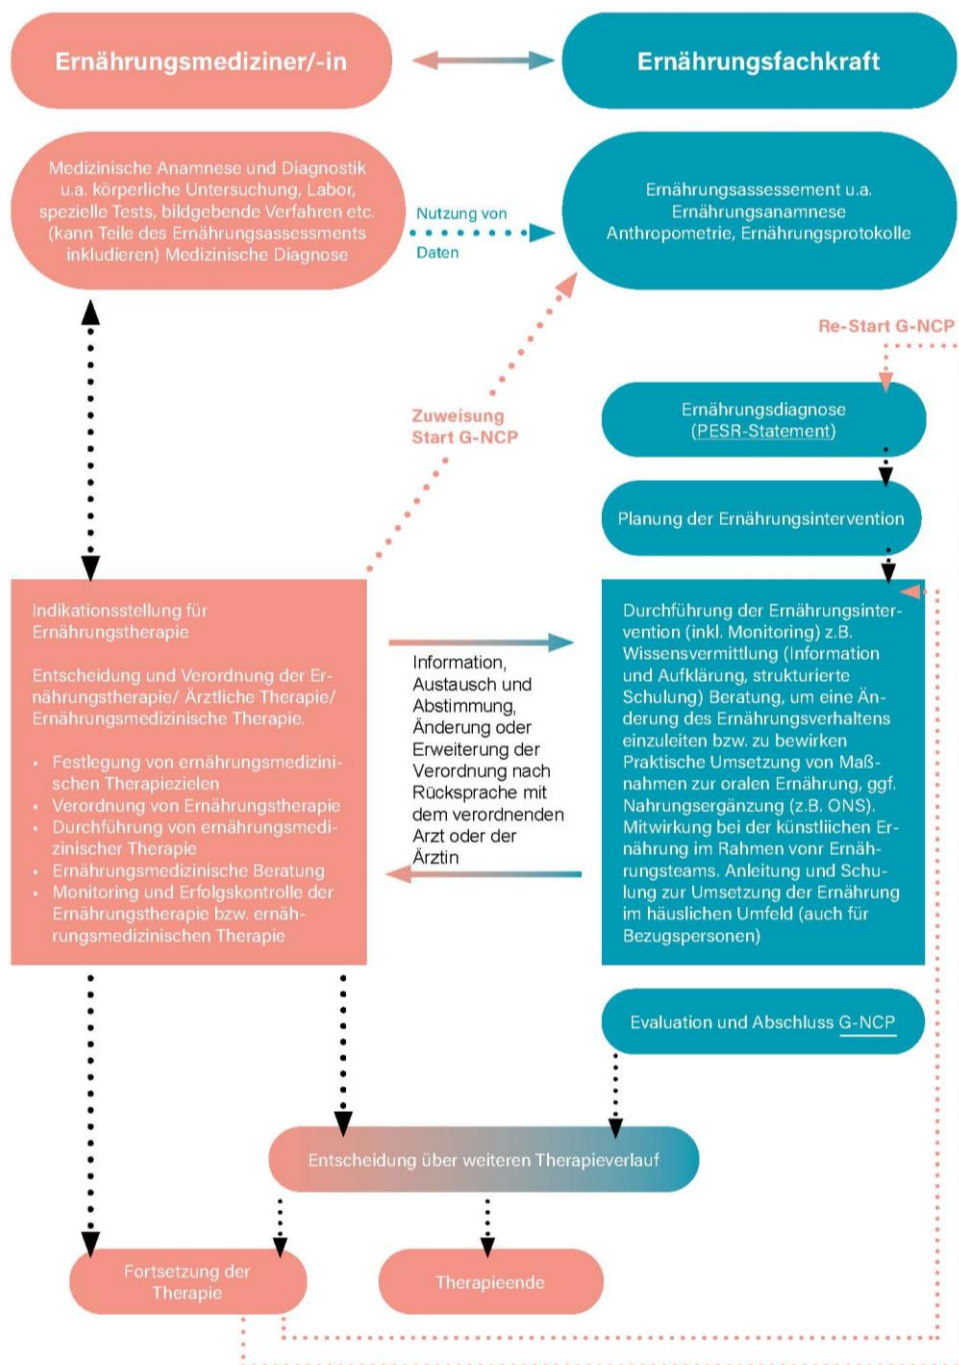 Ernährungsmediziner/-in
Ernährungsfachkraft
Medizinische Anamnese und Diagnostik
u.a. körperliche Untersuchung, Labor,
spezielle Tests, bildgebende Verfahren etc.
(kann Teile des Ernährungsassessments
inkludieren) Medizinische Diagnose
Nutzung von
Daten
Ernährungsassessement u.a.
Ernährungsanamnese
Anthropometrie, Ernährungsprotokolle
Re-Start G-NCP
Zuweisung
Start G-NCP
Ernährungsdiagnose
(PESR-Statement)
Planung der Ernährungsintervention
Indikationsstellung für
Ernährungstherapie
Entscheidung und Verordnung der Er-
nährungstherapie/ Ärztliche Therapie/
Ernährungsmedizinische Therapie.
• Festlegung von ernährungsmedizini-
schen Therapiezielen
• Verordnung von Ernährungstherapie
• Durchführung von ernährungsmedi-
zinischer Therapie
• Ernährungsmedizinische Beratung
• Monitoring und Erfolgskontrolle der
Ernährungstherapie bzw. ernäh-
rungsmedizinischen Therapie
Information,
Austausch und
Abstimmung,
Änderung oder
Erweiterung der
Verordnung nach
Rücksprache mit
dem verordnenden
Arzt oder der
Ärztin
Durchführung der Ernährungsinter-
vention (inkl. Monitoring) z.B.
Wissensvermittlung (Information
und Aufklärung, strukturierte
Schulung) Beratung, um eine Än-
derung des Ernährungsverhaltens
einzuleiten bzw. zu bewirken
Praktische Umsetzung von Maß-
nahmen zur oralen Ernährung, ggf.
Nahrungsergänzung (z.B. ONS).
Mitwirkung bei der künstliichen Er-
nährung im Rahmen vonr Ernäh-
rungsteams. Anleitung und Schu-
lung zur Umsetzung der Ernährung
im häuslichen Umfeld (auch für
Bezugspersonen)
Evaluation und Abschluss G-NCP
Entscheidung über weiteren Therapieverlauf
Fortsetzung der
Therapie
Therapieende